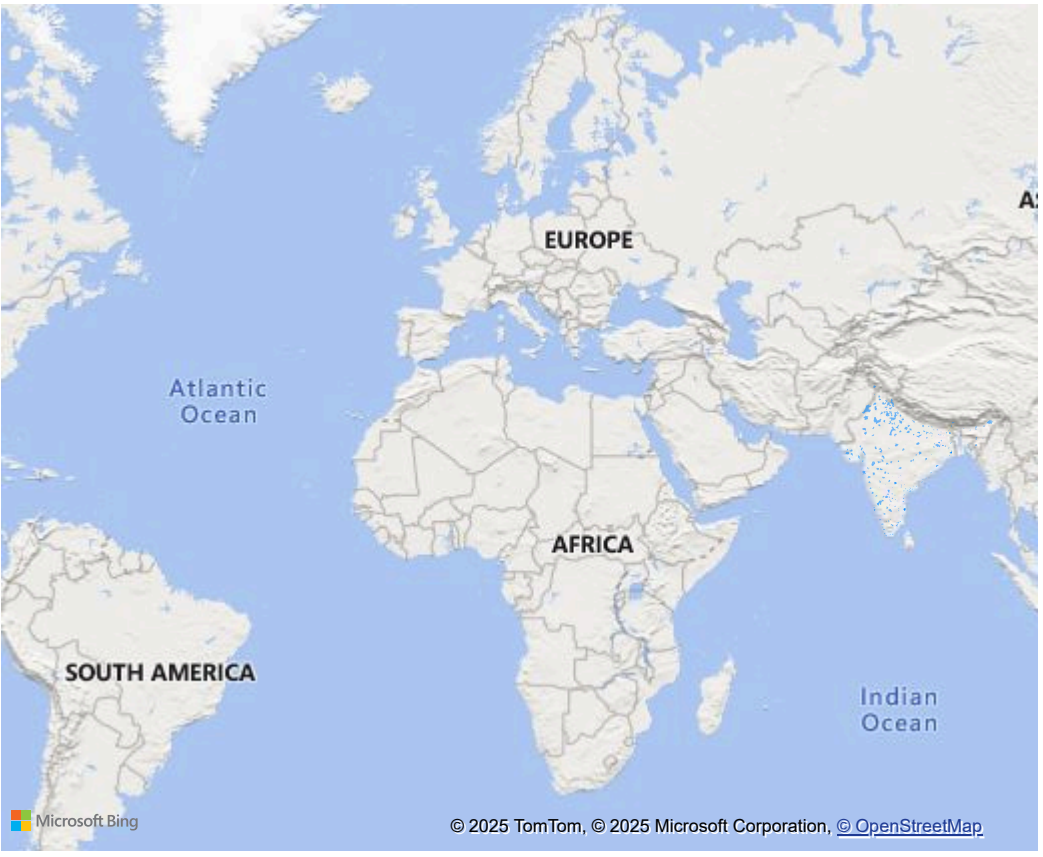 EUROPE
Atlantic
Ocean
AFRICA
SOUTH AMERICA
Indian
Ocean
Microsoft Bing
© 2025 TomTom, © 2025 Microsoft Corporation, © OpenStreetMap